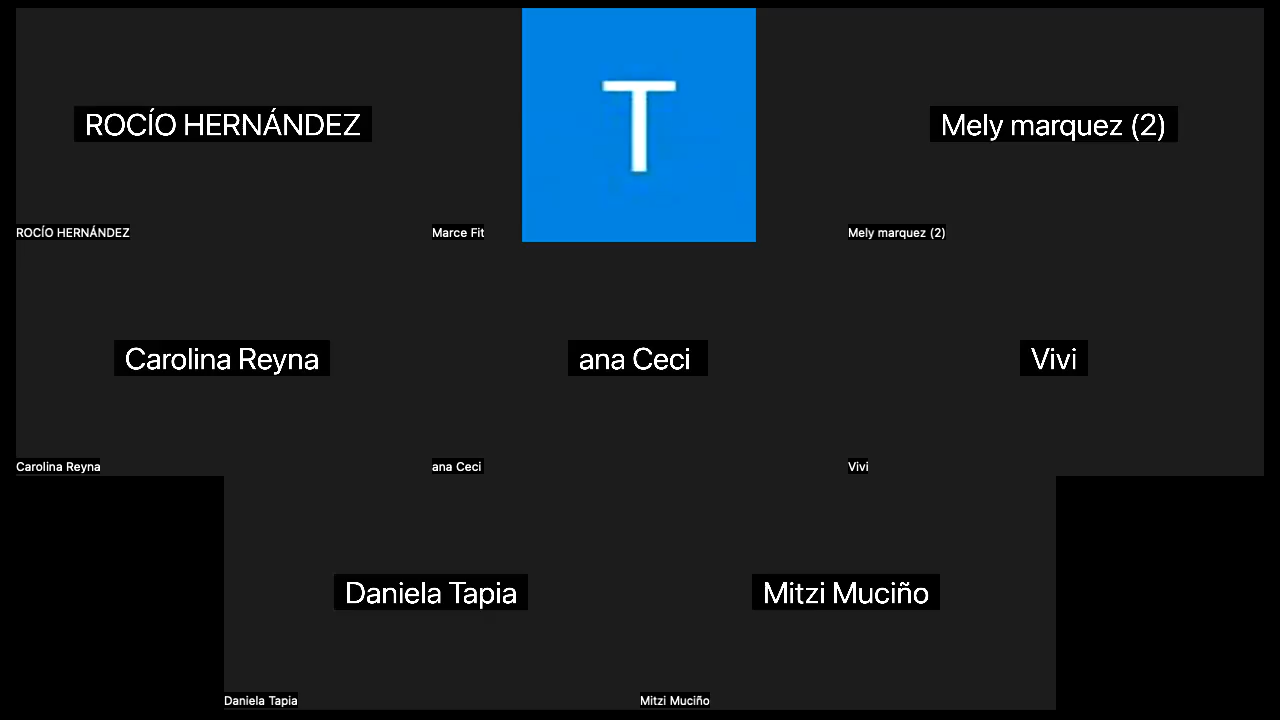 ROCÍO HERNÁNDEZ
T
Mely marquez (2)
ROCÍO HERNÁNDEZ
Marce Fit
Mely marquez (2)
Carolina Reyna
ana Ceci
Vivi
Carolina Reyna
ana Ceci
Vivi
Daniela Tapia
Mitzi Muciño
Daniela Tapia
Mitzi Muciño